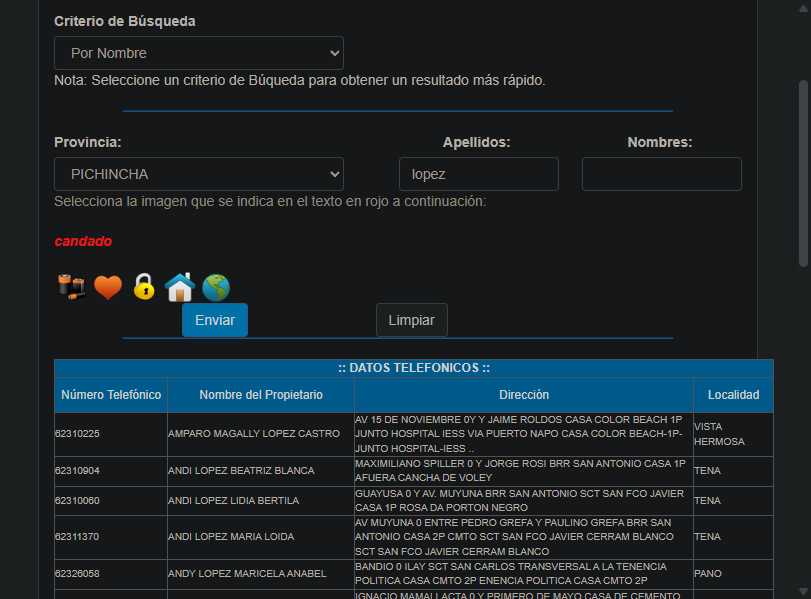 Criterio de Búsqueda
Por Nombre
Nota: Seleccione un criterio de Búqueda para obtener un resultado más rápido.
Provincia: Apellidos: Nombres:
PICHINCHA lopez
Selecciona la imagen que se indica en el texto en rojo a continuación:
candado
Enviar Limpiar
:: DATOS TELEFONICOS ::
Número Telefónico Nombre del Propietario Dirección Localidad
62310225 AMPARO MAGALLY LOPEZ CASTRO AV 15 DE NOVIEMBRE 0Y Y JAIME ROLDOS CASA COLOR BEACH 1P
JUNTO HOSPITAL IESS VIA PUERTO NAPO CASA COLOR BEACH-1P-
JUNTO HOSPITAL-IESS ..
VISTA
HERMOSA
62310904 ANDI LOPEZ BEATRIZ BLANCA MAXIMILIANO SPILLER 0 Y JORGE ROSI BRR SAN ANTONIO CASA 1P
AFUERA CANCHA DE VOLEY
TENA
62310060 ANDI LOPEZ LIDIA BERTILA GUAYUSA 0 Y AV. MUYUNA BRR SAN ANTONIO SCT SAN FCO JAVIER
CASA 1P ROSA DA PORTON NEGRO
TENA
62311370 ANDI LOPEZ MARIA LOIDA AV MUYUNA 0 ENTRE PEDRO GREFA Y PAULINO GREFA BRR SAN
ANTONIO CASA 2P CMTO SCT SAN FCO JAVIER CERRAM BLANCO
SCT SAN FCO JAVIER CERRAM BLANCO
TENA
62326058 ANDY LOPEZ MARICELA ANABEL BANDIO 0 ILAY SCT SAN CARLOS TRANSVERSAL A LA TENENCIA
POLITICA CASA CMTO 2P ENENCIA POLITICA CASA CMTO 2P
PANO
IGNACIO MAMALLACTA 0 Y PRIMERO DE MAYO CASA DE CEMENTO